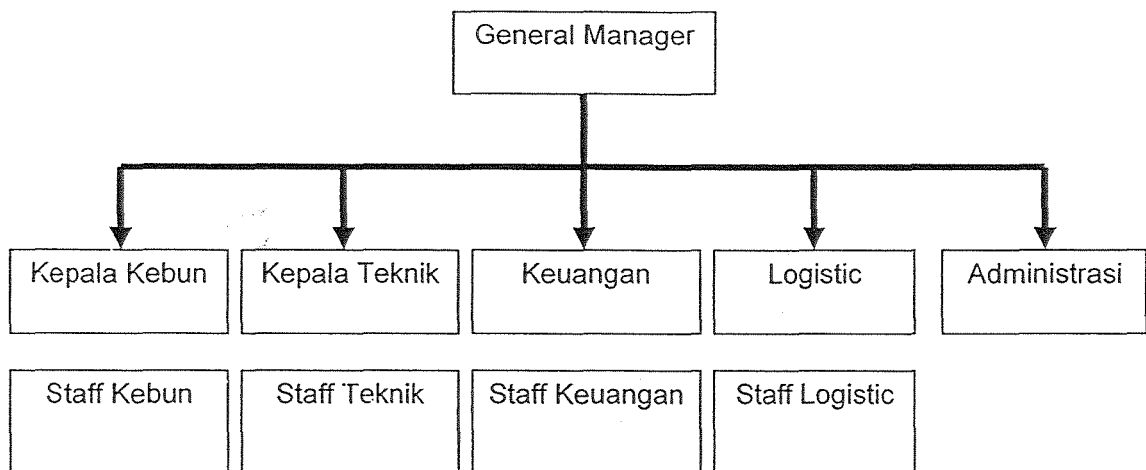 General Manager
Kepala Kebun
Kepala Teknik
Keuangan
Logistic
Administrasi
Staff Kebun
Staff Teknik
Staff Keuangan
Staff Logistic